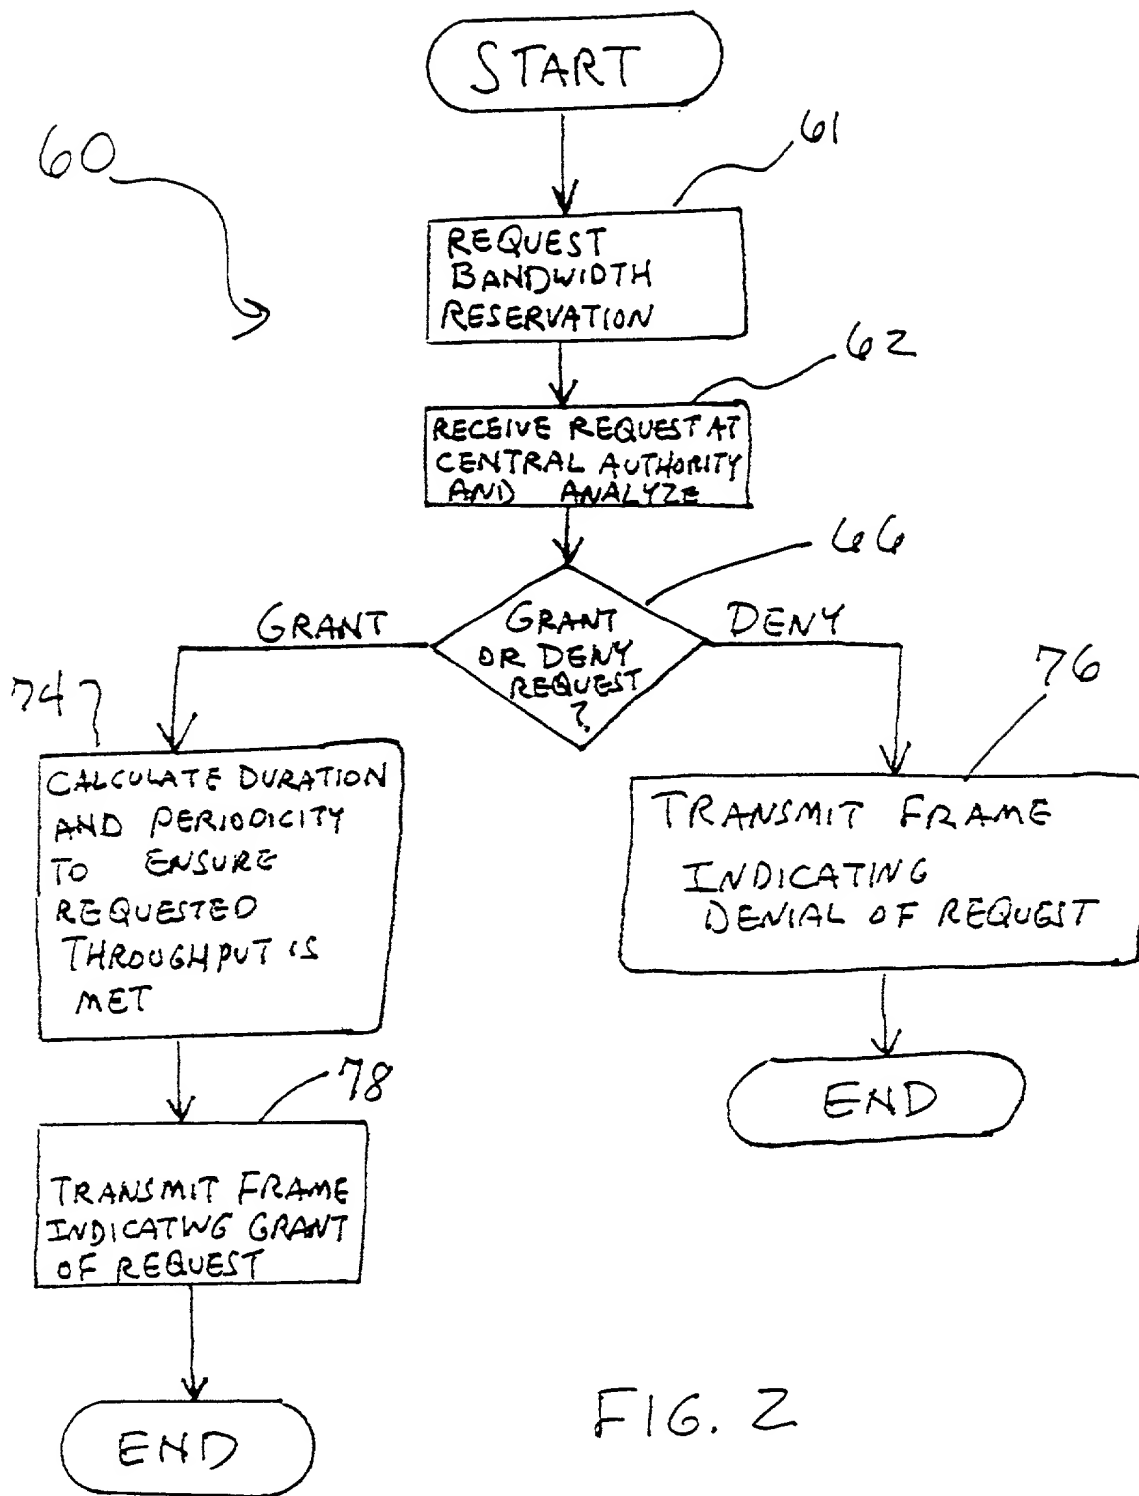 START
60
61
REQUEST
BANDWIDTH
RESERVATION
62
RECEIVE REQUEST AT
CENTRAL AUTHORITY
AND ANALYZE
66
GRANT
OR DENY
REQUEST
?
GRANT
DENY
74
CALCULATE DURATION
AND PERIODICITY
TO ENSURE
REQUESTED
THROUGHPUT IS
MET
76
TRANSMIT FRAME
INDICATING
DENIAL OF REQUEST
END
78
TRANSMIT FRAME
INDICATING GRANT
OF REQUEST
END
FIG. 2